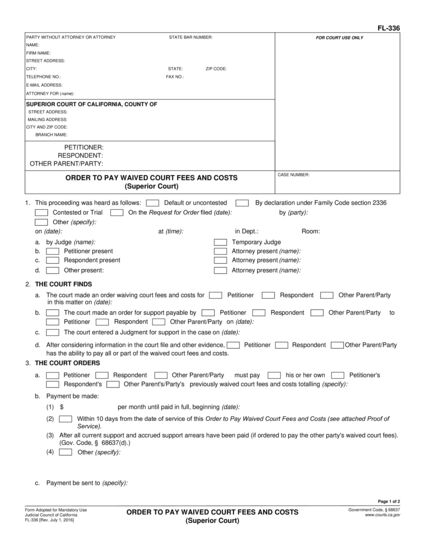 FL-336
PARTY WITHOUT ATTORNEY OR ATTORNEY STATE BAR NUMBER: FOR COURT USE ONLY
NAME:
FIRM NAME:
STREET ADDRESS:
CITY: STATE: ZIP CODE:
TELEPHONE NO.: FAX NO.:
E-MAIL ADDRESS:
ATTORNEY FOR (name):
SUPERIOR COURT OF CALIFORNIA, COUNTY OF
STREET ADDRESS:
MAILING ADDRESS:
CITY AND ZIP CODE:
BRANCH NAME:
PETITIONER:
RESPONDENT:
OTHER PARENT/PARTY:
ORDER TO PAY WAIVED COURT FEES AND COSTS
(Superior Court)
CASE NUMBER:
1. This proceeding was heard as follows: Default or uncontested By declaration under Family Code section 2336
Contested or Trial On the Request for Order filed (date): by (party):
Other (specify):
on (date): at (time): in Dept.: Room:
a. by Judge (name): Temporary Judge
b. Petitioner present Attorney present (name):
c. Respondent present Attorney present (name):
d. Other present: Attorney present (name):
2. THE COURT FINDS
a. The court made an order waiving court fees and costs for Petitioner Respondent Other Parent/Party
in this matter on (date):
b. The court made an order for support payable by Petitioner Respondent Other Parent/Party to
Petitioner Respondent Other Parent/Party on (date):
c. The court entered a Judgment for support in the case on (date):
d. After considering information in the court file and other evidence, Petitioner Respondent Other Parent/Party
has the ability to pay all or part of the waived court fees and costs.
3. THE COURT ORDERS
a. Petitioner Respondent Other Parent/Party must pay his or her own Petitioner's
Respondent's Other Parent's/Party's previously waived court fees and costs totalling (specify):
b. Payment be made:
(1) $ per month until paid in full, beginning (date):
(2) Within 10 days from the date of service of this Order to Pay Waived Court Fees and Costs (see attached Proof of
Service).
(3) After all current support and accrued support arrears have been paid (if ordered to pay the other party's waived court fees).
(Gov. Code, § 68637(d).)
(4) Other (specify):
c. Payment be sent to (specify):
Page 1 of 2
Form Adopted for Mandatory Use
Judicial Council of California
FL-336 [Rev. July 1, 2016]
ORDER TO PAY WAIVED COURT FEES AND COSTS
(Superior Court)
Government Code, § 68637
www.courts.ca.gov